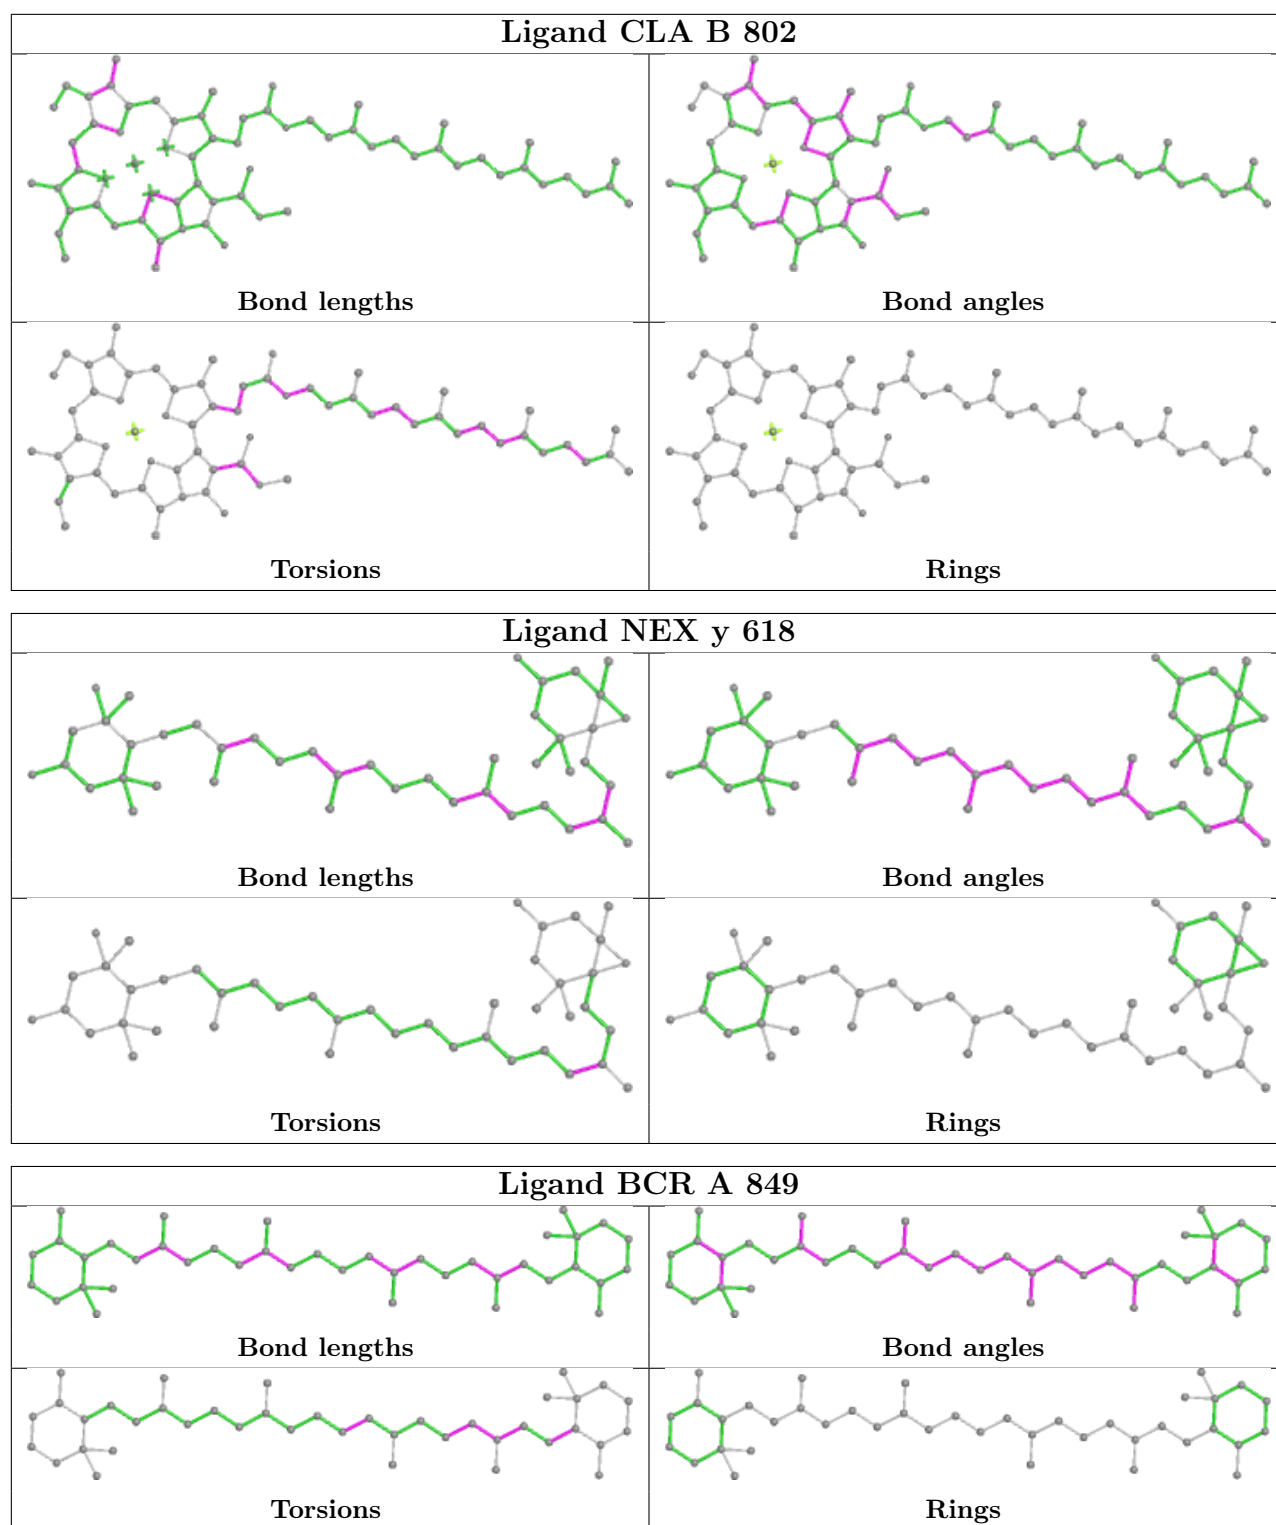 Ligand CLA B 802
Bond lengths
Bond angles
Torsions
Rings
Ligand NEX y 618
Bond lengths
Bond angles
Torsions
Rings
Ligand BCR A 849
Bond lengths
Bond angles
Torsions
Rings